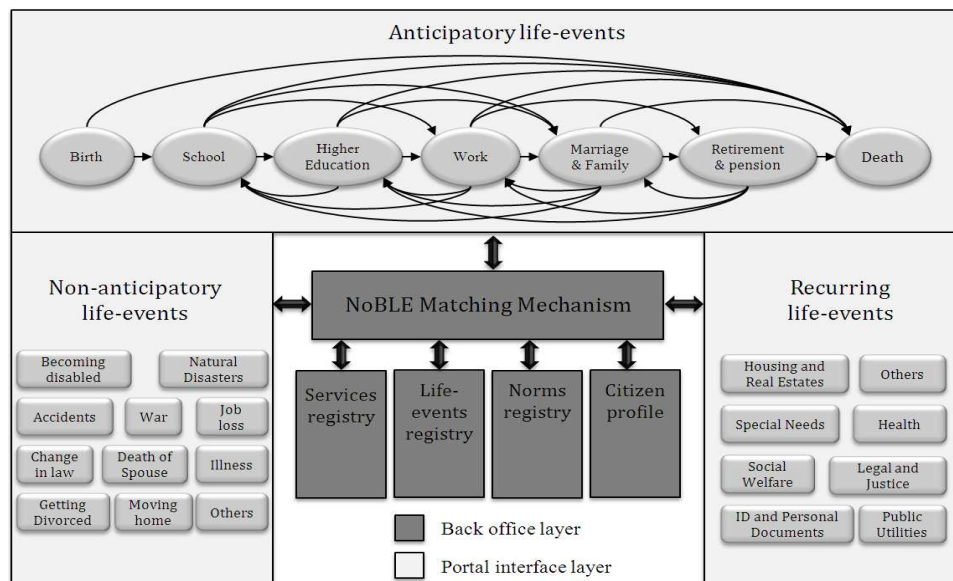 Anticipatory life-events
Birth
School
Higher
Education
Work
Marriage
& Family
Retirement
& pension
Death
Non-anticipatory
life-events
Becoming
disabled
Natural
Disasters
Accidents
War
Job
loss
Change
in law
Death of
Spouse
Illness
Getting
Divorced
Moving
home
Others
NoBLE Matching Mechanism
Services
registry
Life-
events
registry
Norms
registry
Citizen
profile
Back office layer
Portal interface layer
Recurring
life-events
Housing and
Real Estates
Others
Special Needs
Health
Social
Welfare
Legal and
Justice
ID and Personal
Documents
Public
Utilities